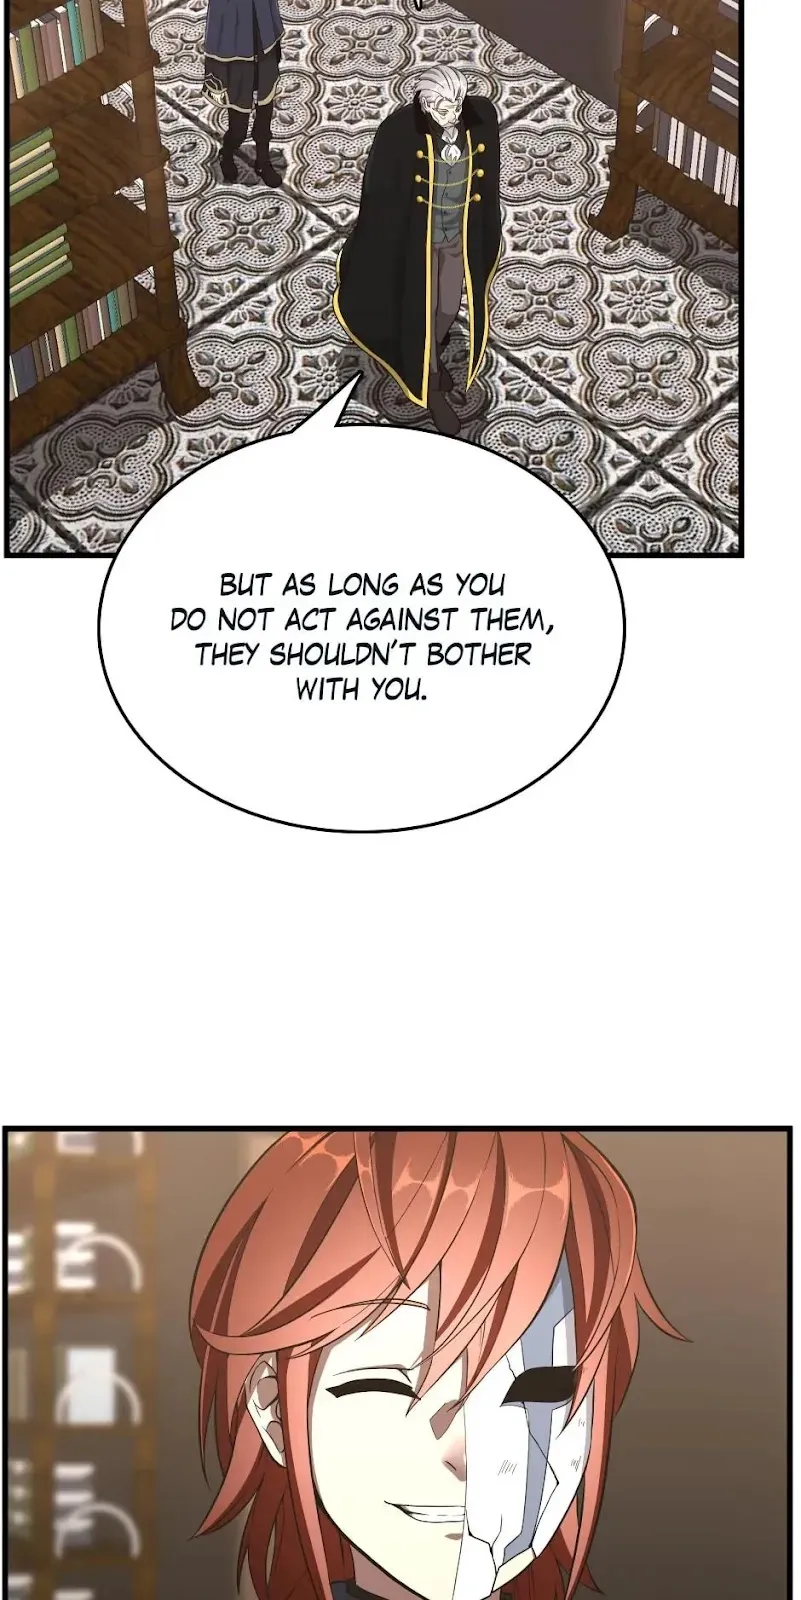 BUT AS LONG AS YOU
DO NOT ACT AGAINST THEM,
THEY SHOULDN'T BOTHER
WITH YOU.